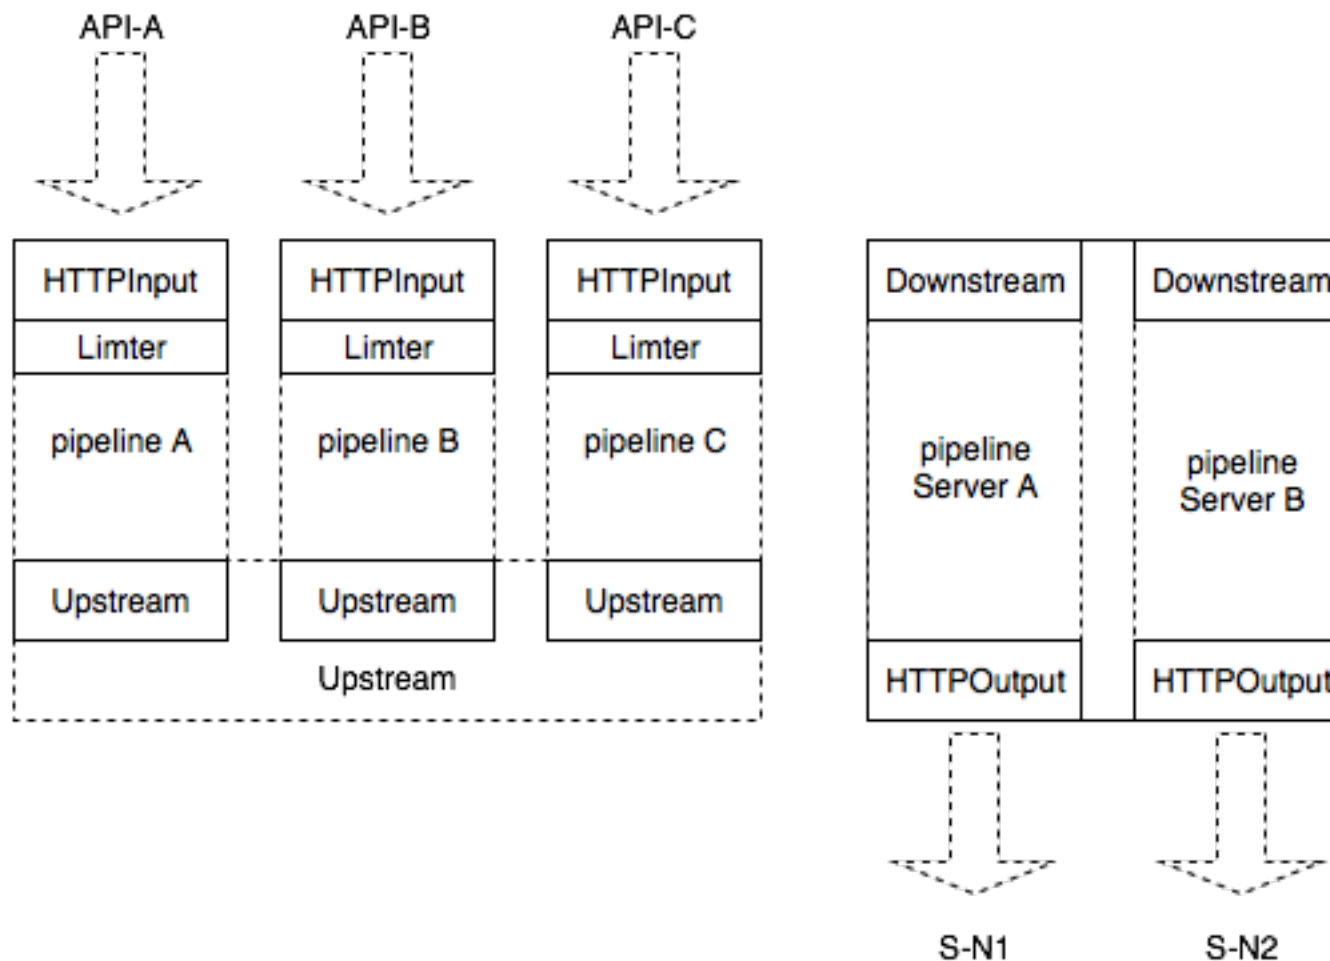 API-A
API-B
API-C
HTTPInput
HTTPInput
HTTPInput
Downstream
Downstream
Limter
Limter
Limter
pipeline A
pipeline B
pipeline C
pipeline
Server A
pipeline
Server B
Upstream
Upstream
Upstream
Upstream
HTTPOutput
HTTPOutput
S-N1
S-N2